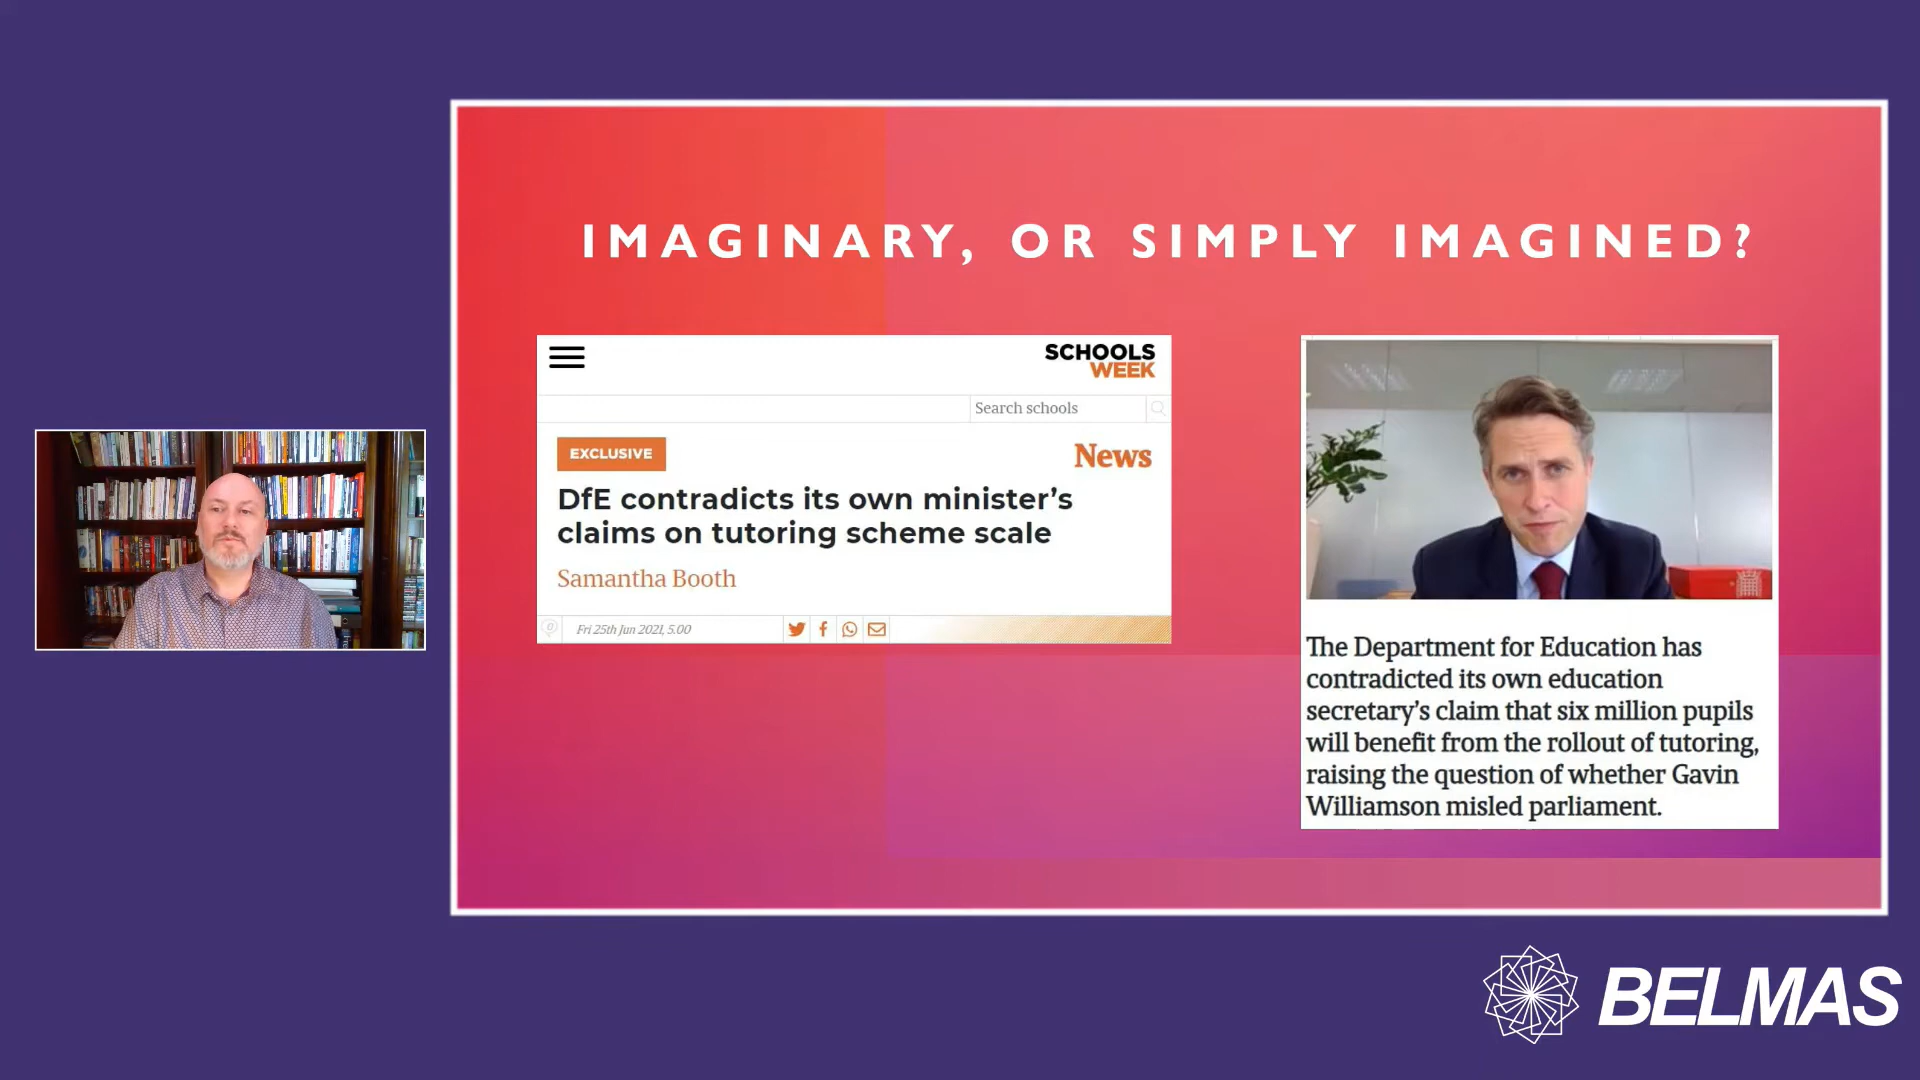 IMAGINARY, OR SIMPLY IMAGINED?
SCHOOLS
WEEK
Search schools
EXCLUSIVE
News
DfE contradicts its own minister’s
claims on tutoring scheme scale
Samantha Booth
0
Fri 25th Jun 2021, 5.00
The Department for Education has
contradicted its own education
secretary’s claim that six million pupils
will benefit from the rollout of tutoring,
raising the question of whether Gavin
Williamson misled parliament.
BELMAS